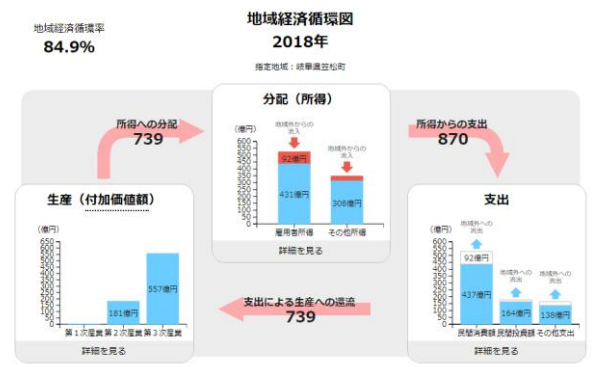 地域経済循環図
2018年
地域経済循環率
84.9%
指定地域：岐阜県笠松町
所得への分配
739
分配（所得）
（億円）
600
550
500
450
400
350
300
250
200
150
100
50
0
地域外からの
流入
92億円
431億円
雇用者所得
地域外からの
流入
308億円
その他所得
詳細を見る
所得からの支出
870
生産（付加価値額）
（億円）
650
600
550
500
450
400
350
300
250
200
150
100
50
0
第1次産業
181億円
第2次産業
557億円
第3次産業
詳細を見る
支出による生産への還流
739
支出
（億円）
600
550
500
450
400
350
300
250
200
150
100
50
0
地域外への
流出
92億円
437億円
民間消費額
地域外への
流出
164億円
民間投資額
地域外への
流出
138億円
その他支出
詳細を見る